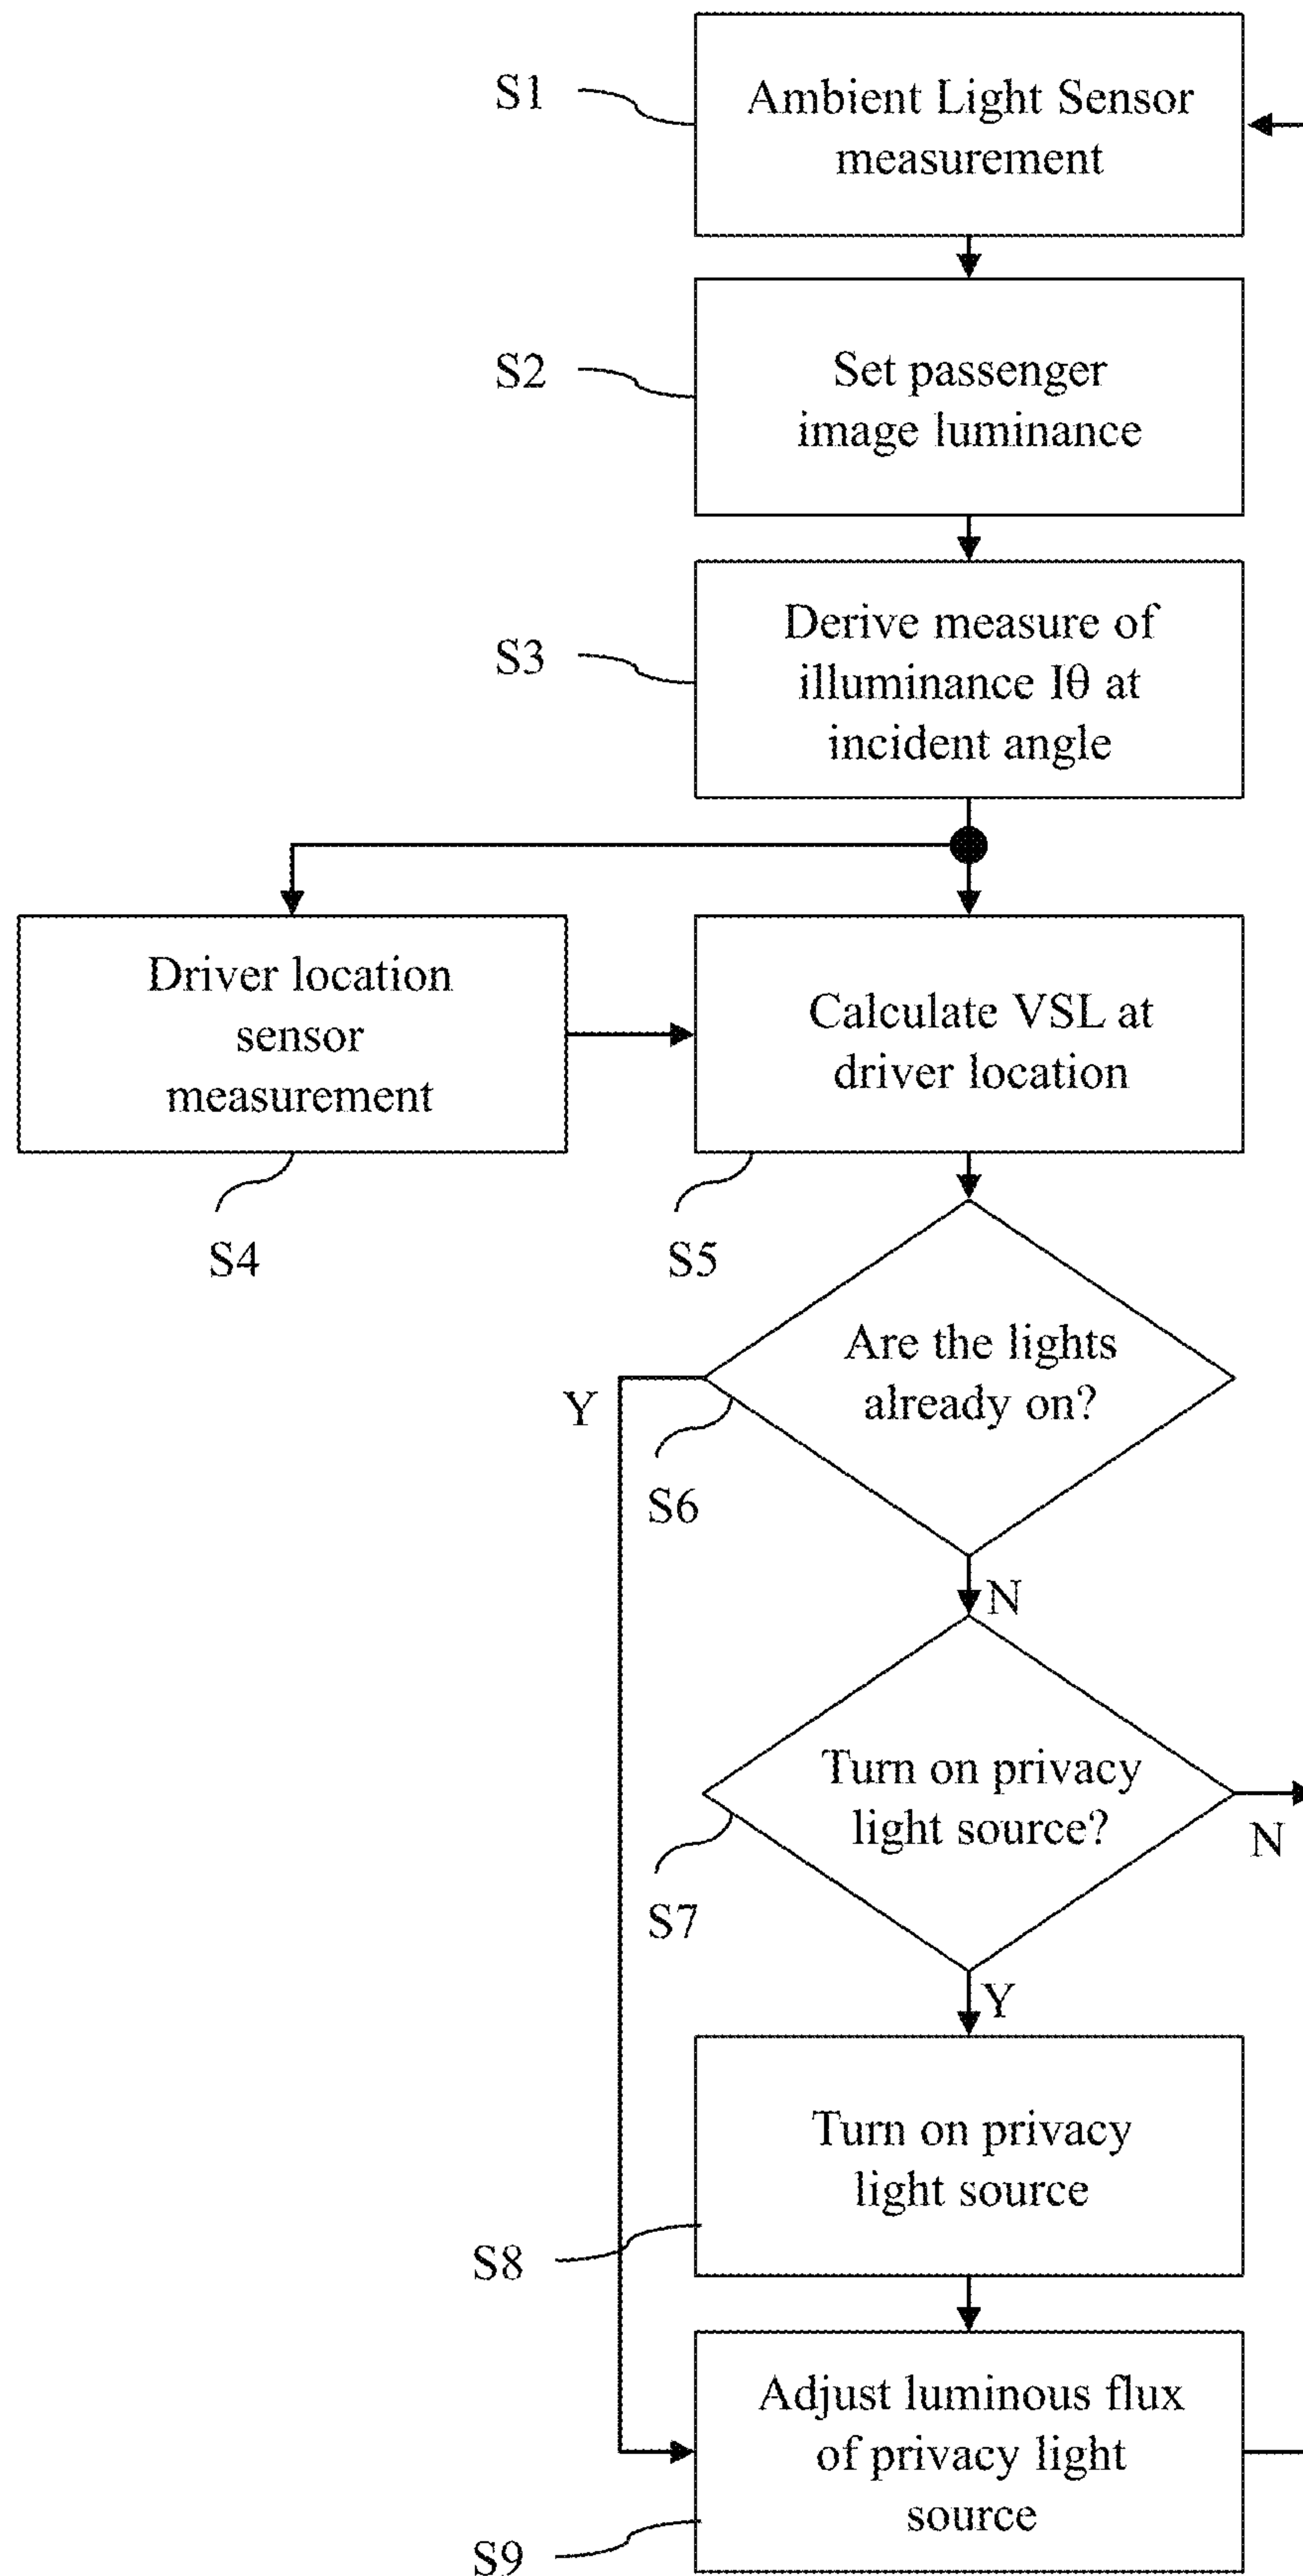 S1
Ambient Light Sensor
measurement
S2
Set passenger
image luminance
S3
Derive measure of
illuminance Iθ at
incident angle
Driver location
sensor
measurement
S4
Calculate VSL at
driver location
S5
Are the lights
already on?
Y
S6
N
Turn on privacy
light source?
N
S7
Y
Turn on privacy
light source
S8
Adjust luminous flux
of privacy light
source
S9